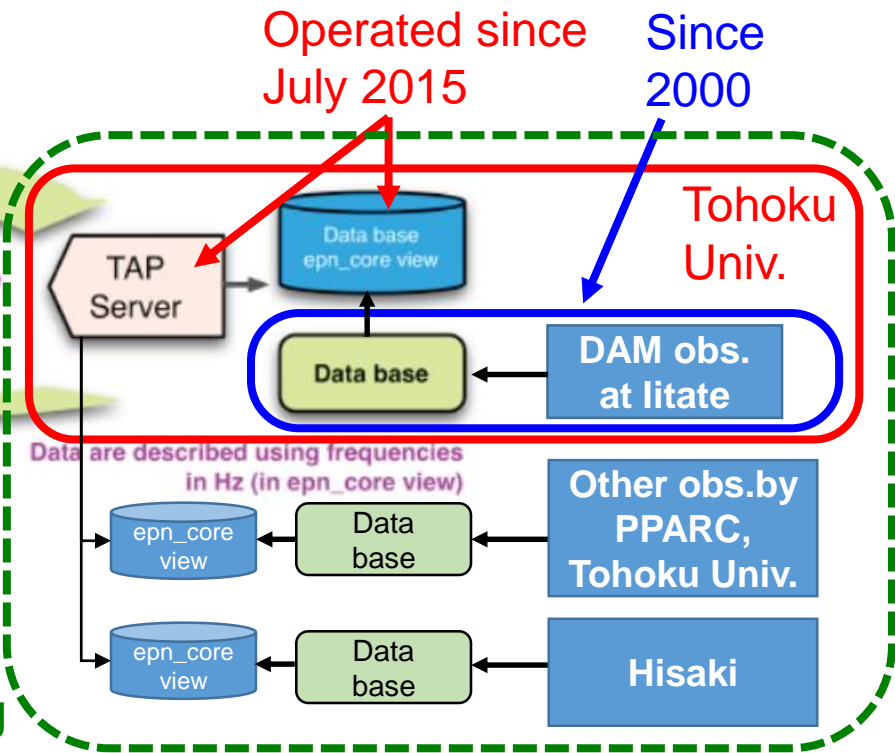 Operated since
July 2015
Since
2000
Tohoku
Univ.
Data base
epn_core view
TAP
Server
Data base
DAM obs.
at Iitate
Data are described using frequencies
in Hz (in epn_core view)
Other obs.by
PPARC,
Tohoku Univ.
epn_core
view
Data
base
epn_core
view
Data
base
Hisaki